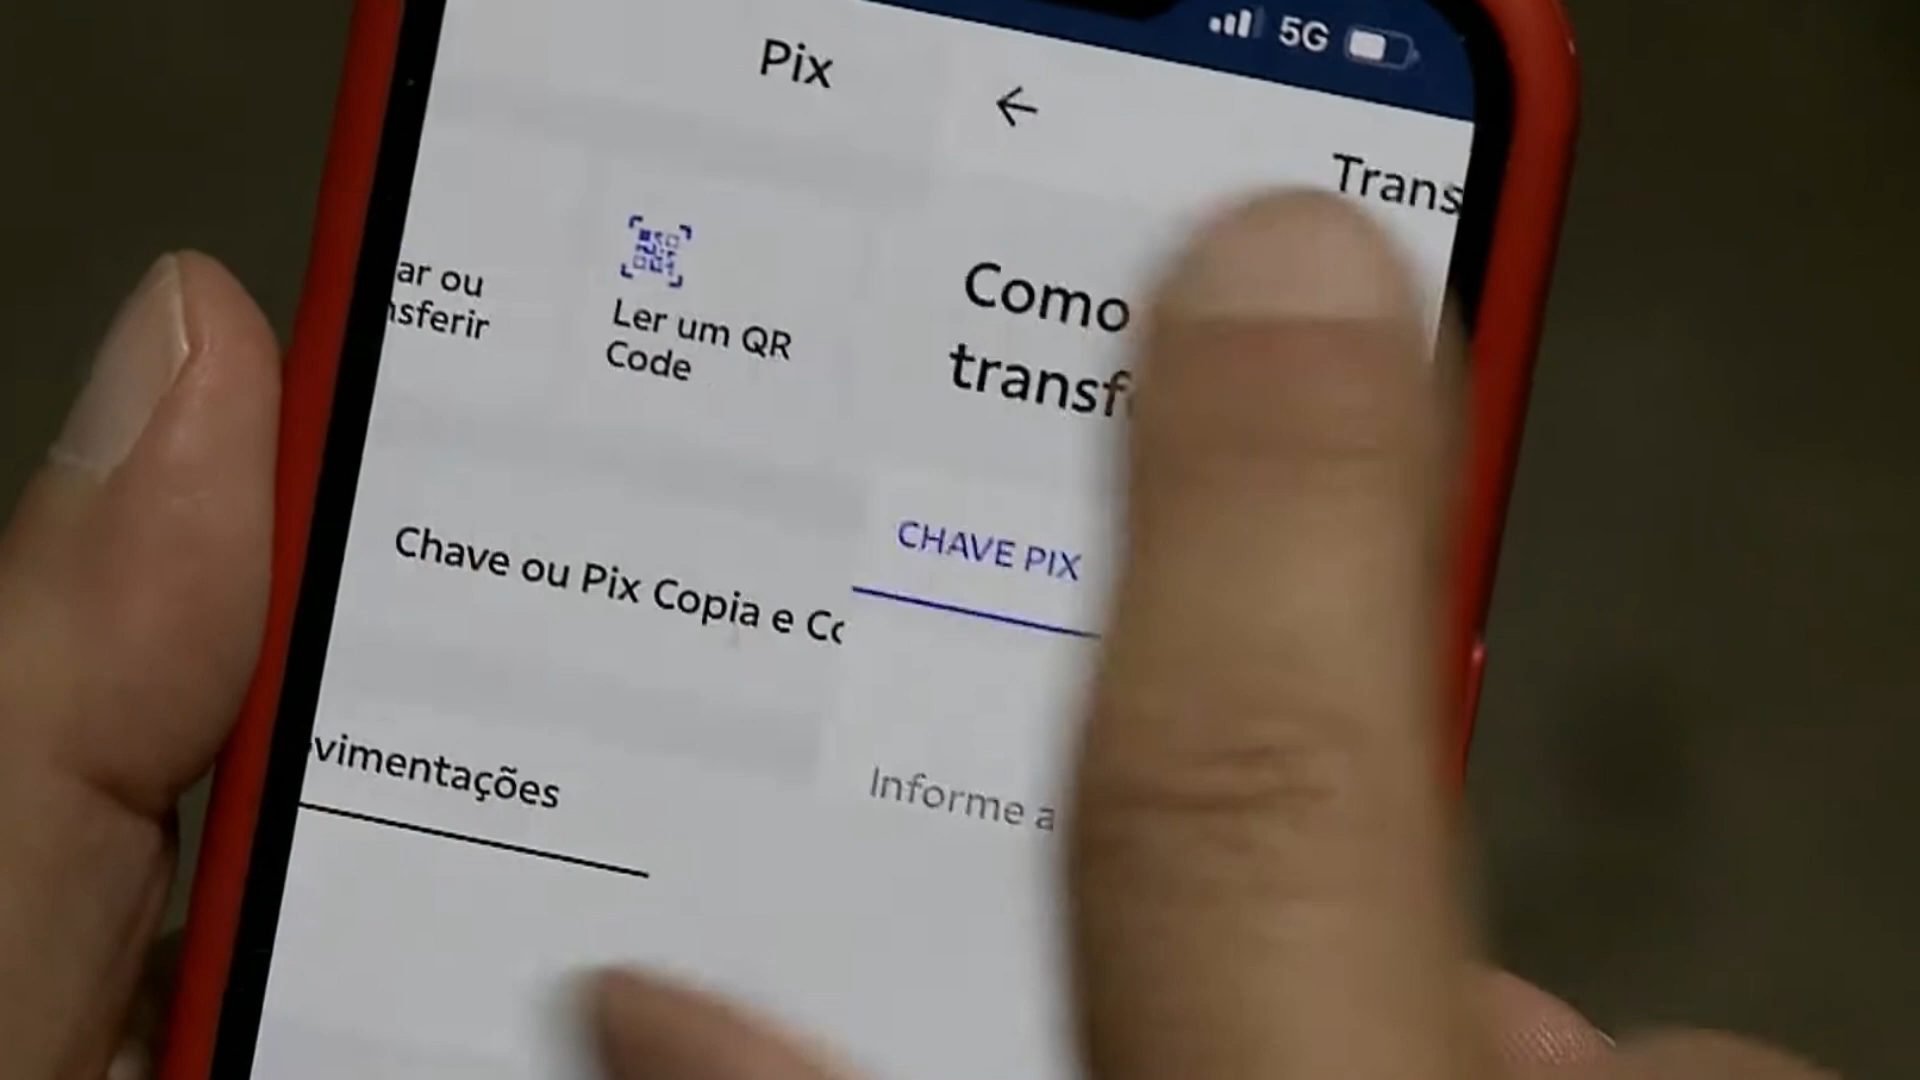 5G
Pix
←
Trans
ar ou
nsferir
Ler um QR
Code
Como
transf
CHAVE PIX
Chave ou Pix Copia e Co
Informe a
vimentações